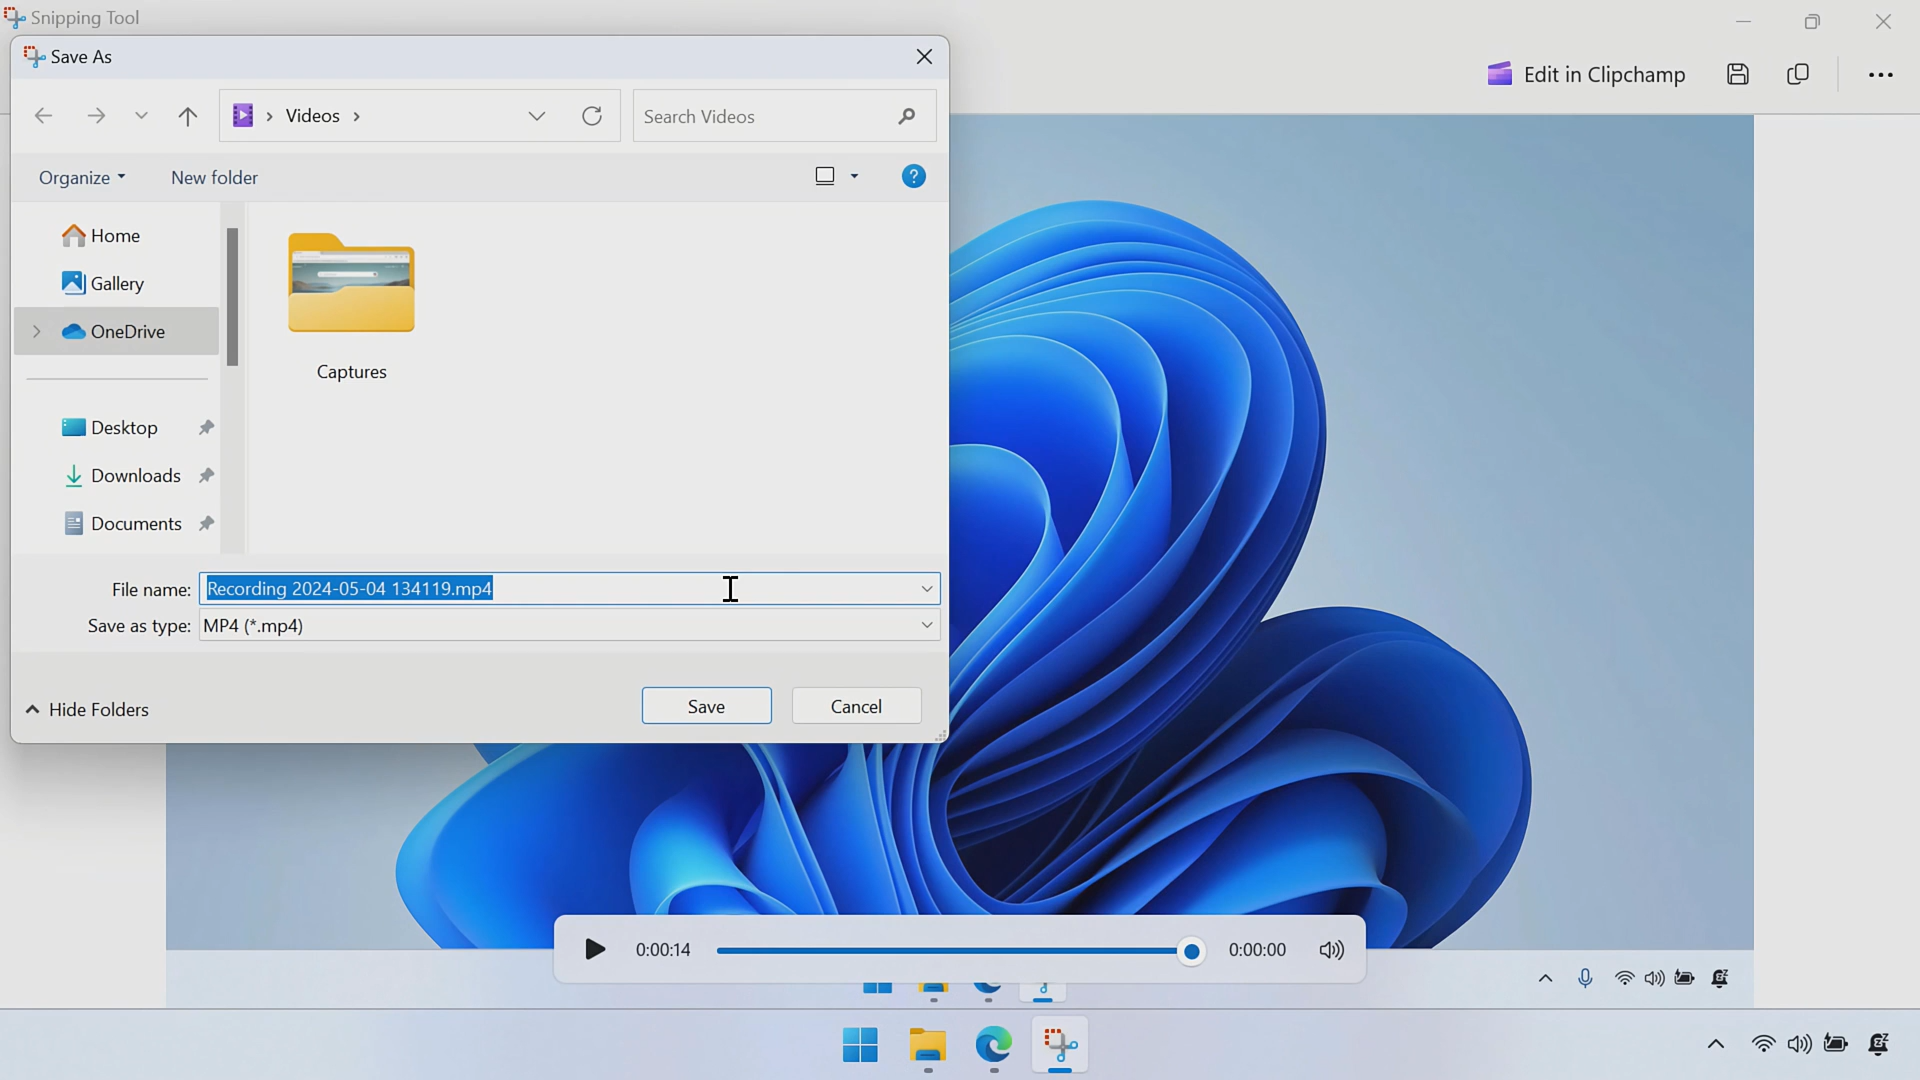 Snipping Tool
Save As
Edit in Clipchamp
Videos
Search Videos
Organize
New folder
Home
Gallery
OneDrive
Captures
Desktop
Downloads
Documents
File name: Recording 2024-05-04 134119.mp4
Save as type: MP4 (*.mp4)
Hide Folders
Save
Cancel
0:00:14
0:00:00